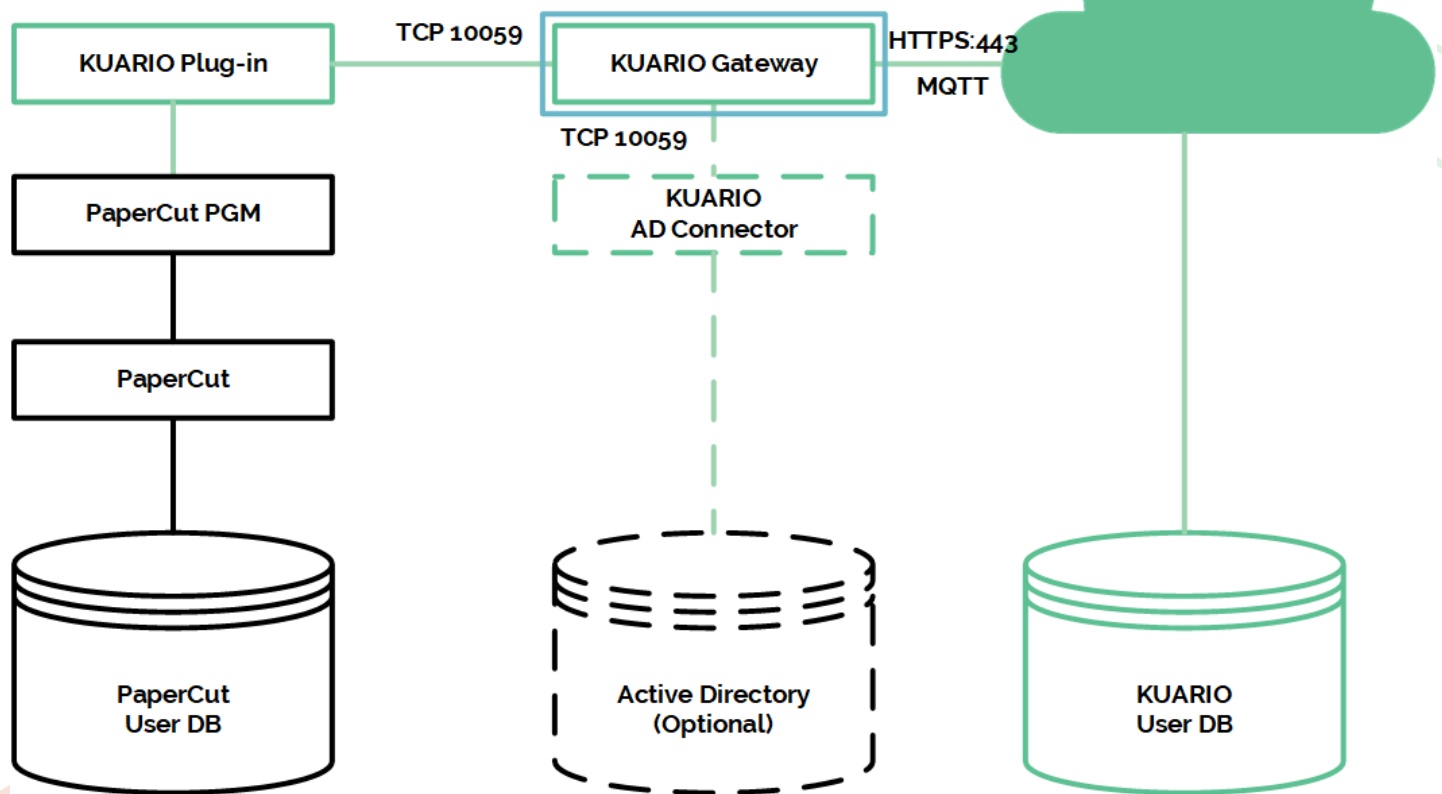 TCP 10059
HTTPS:443
KUARIO Plug-in
KUARIO Gateway
MQTT
TCP 10059
PaperCut PGM
KUARIO
AD Connector
PaperCut
PaperCut
User DB
Active Directory
(Optional)
KUARIO
User DB